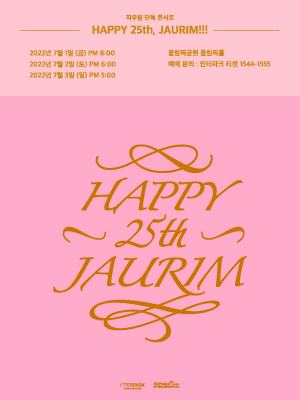 자우림 단독 콘서트
HAPPY 25th, JAURIM!!!
2022년 7월 1일 (금) PM 8:00
2022년 7월 2일 (토) PM 6:00
2022년 7월 3일 (일) PM 5:00
올림픽공원 올림픽홀
예매 문의 : 인터파크 티켓 1544-1555
HAPPY
25th
JAURIM